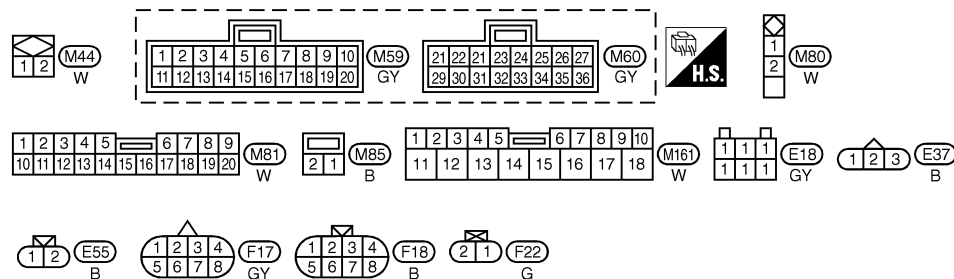 1 2 M44
W
1 2 3 4 5 6 7 8 9 10
11 12 13 14 15 16 17 18 19 20
M59
GY
21 22 21 23 24 25 26 27
29 30 31 32 33 34 35 36
M60
GY
H.S.
1
2
M80
W
1 2 3 4 5 6 7 8 9
10 11 12 13 14 15 16 17 18 19 20
M81
W
2 1 M85
B
1 2 3 4 5 6 7 8 9 10
11 12 13 14 15 16 17 18
M161
W
1 1 1
1 1 1
E18
GY
1 2 3 E37
B
1 2 E55
B
1 2 3 4
5 6 7 8
F17
GY
1 2 3 4
5 6 7 8
F18
B
2 1 F22
G